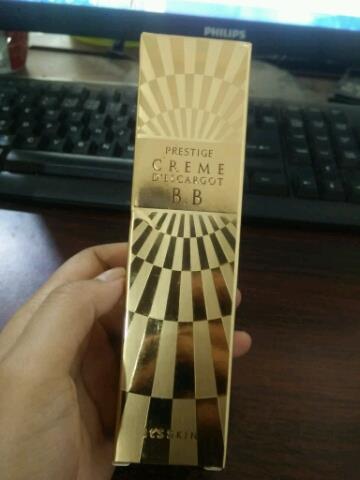 PHILIPS
PRESTIGE
CREME
D'ESCARGOT
B.B